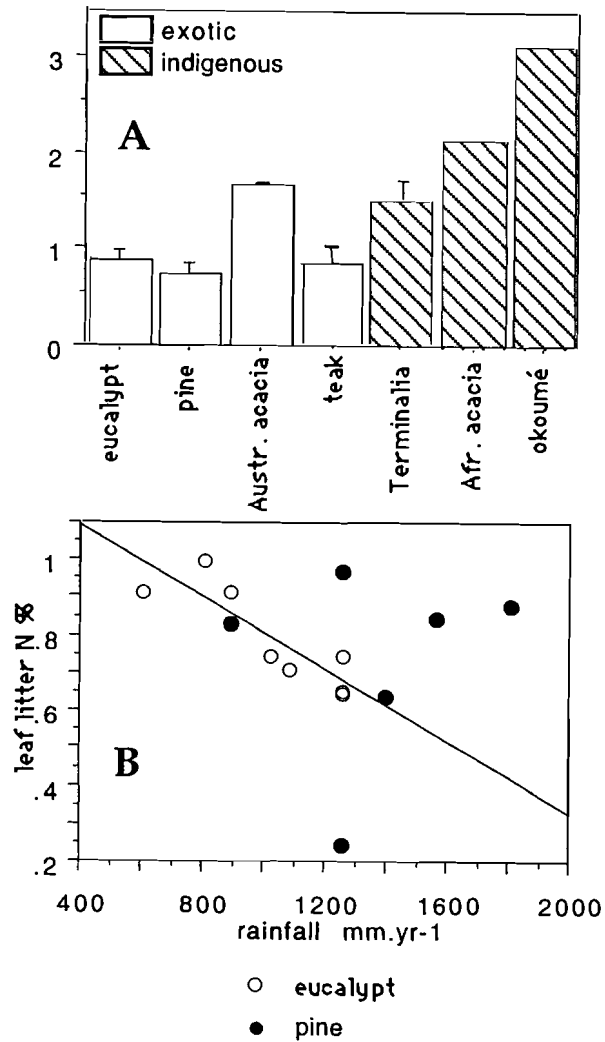 exotic
indigenous
A
3
2
1
0
eucalypt
pine
Austr. acacia
teak
Terminalia
Afr. acacia
okoumé
B
leaf litter N %
1
.8
.6
.4
.2
400 800 1200 1600 2000
rainfall mm.yr-1
eucalypt
pine